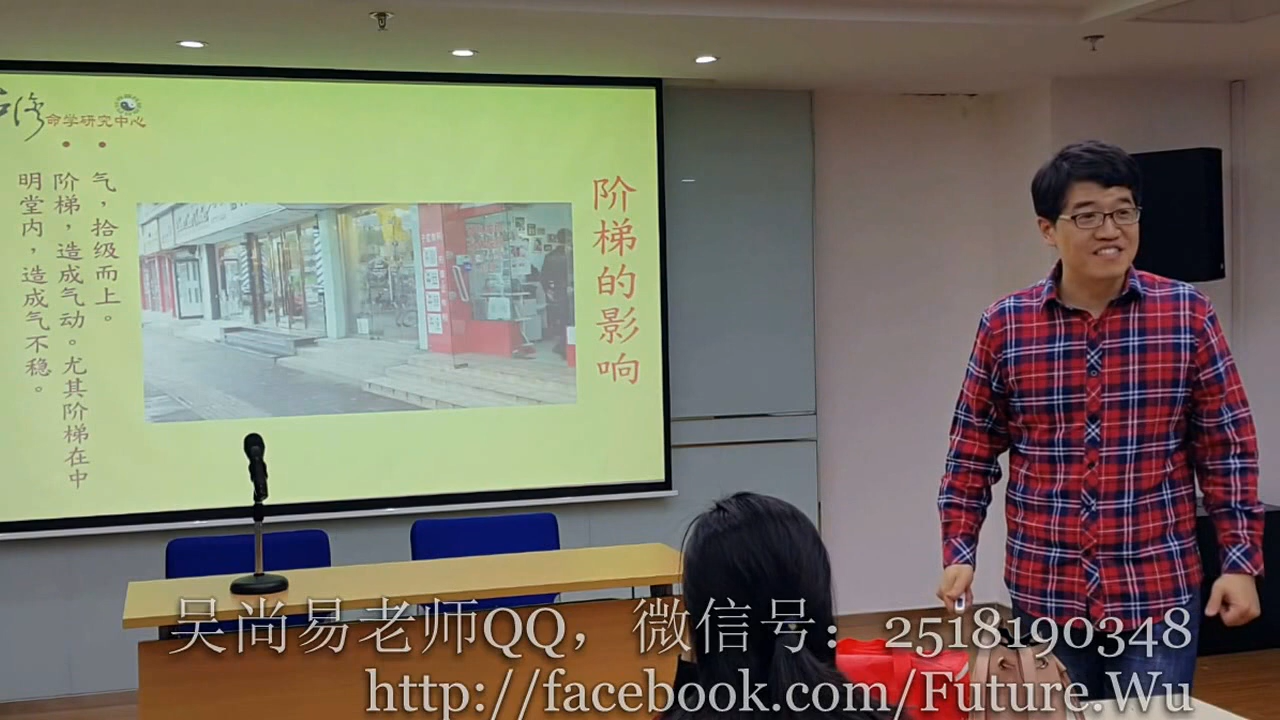 命学研究中心
阶梯的影响
气，拾级而上。
阶梯，造成气动。尤其阶梯在中
明堂内，造成气不稳。
吴尚易老师QQ，微信号：2518190348
http://facebook.com/Future.Wu